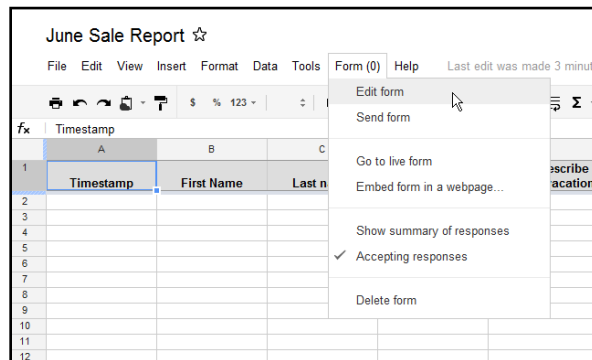 June Sale Report
File Edit View Insert Format Data Tools Form (0) Help Last edit was made 3 minut
$ % 123
fx Timestamp
A B C
1 Timestamp First Name Last n
escribe
acation
2
3
4
5
6
7
8
9
10
11
12
Edit form
Send form
Go to live form
Embed form in a webpage...
Show summary of responses
Accepting responses
Delete form